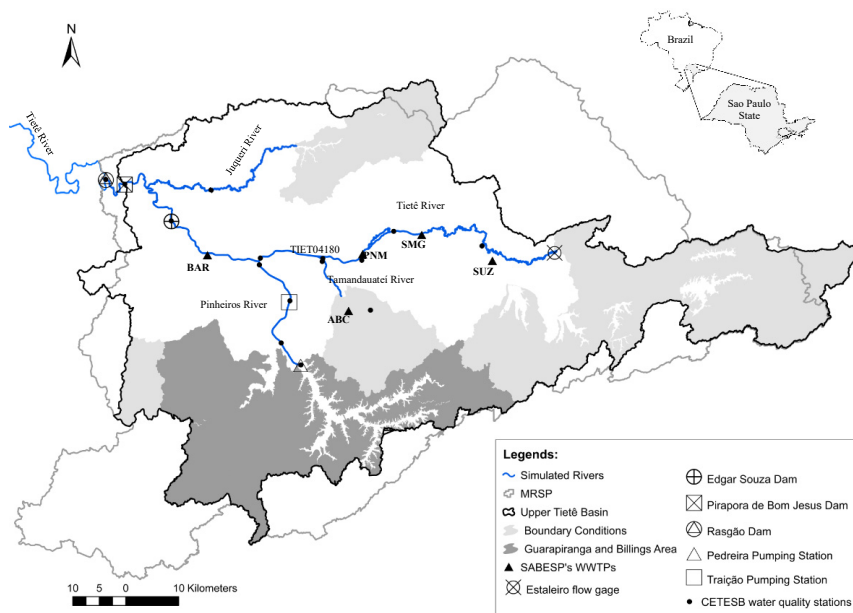 N
Brazil
Sao Paulo
State
Tietê River
Juqueri River
Tietê River
SMG
TIET04180
PNM
BAR
SUZ
Tamanduateí River
Pinheiros River
ABC
Legends:
Simulated Rivers
MRSP
Upper Tietê Basin
Boundary Conditions
Guarapiranga and Billings Area
SABESP's WWTPs
Estaleiro flow gage
Edgar Souza Dam
Pirapora de Bom Jesus Dam
Rasgão Dam
Pedreira Pumping Station
Traição Pumping Station
CETESB water quality stations
10 5 0 10 Kilometers